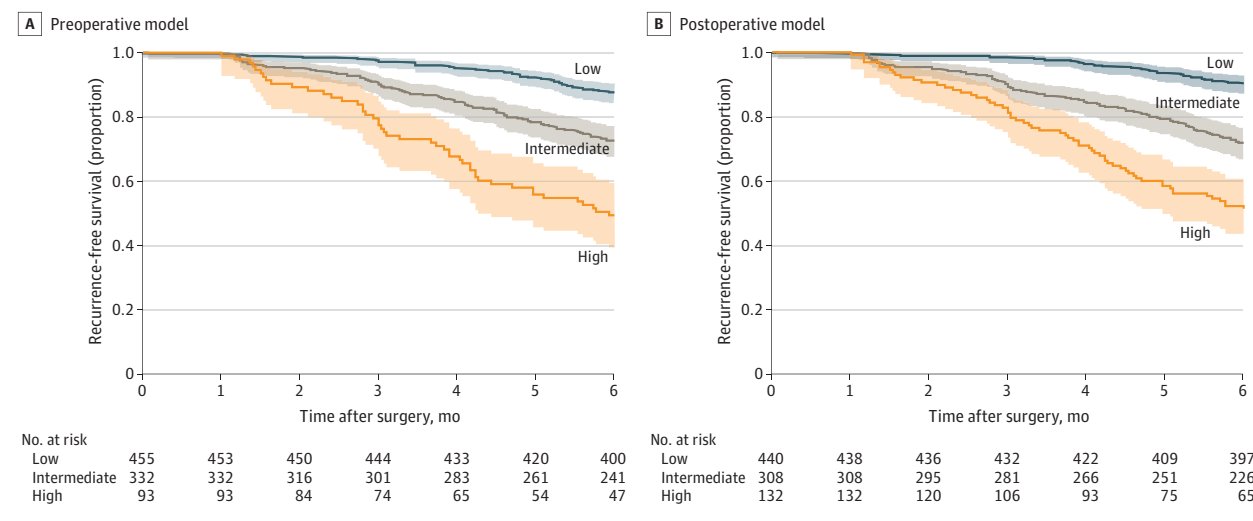 A Preoperative model
Recurrence-free survival (proportion)
1.0
0.8
0.6
0.4
0.2
0
Low
Intermediate
High
0 1 2 3 4 5 6
Time after surgery, mo
No. at risk
Low 455 453 450 444 433 420 400
Intermediate 332 332 316 301 283 261 241
High 93 93 84 74 65 54 47
B Postoperative model
Recurrence-free survival (proportion)
1.0
0.8
0.6
0.4
0.2
0
Low
Intermediate
High
0 1 2 3 4 5 6
Time after surgery, mo
No. at risk
Low 440 438 436 432 422 409 397
Intermediate 308 308 295 281 266 251 226
High 132 132 120 106 93 75 65